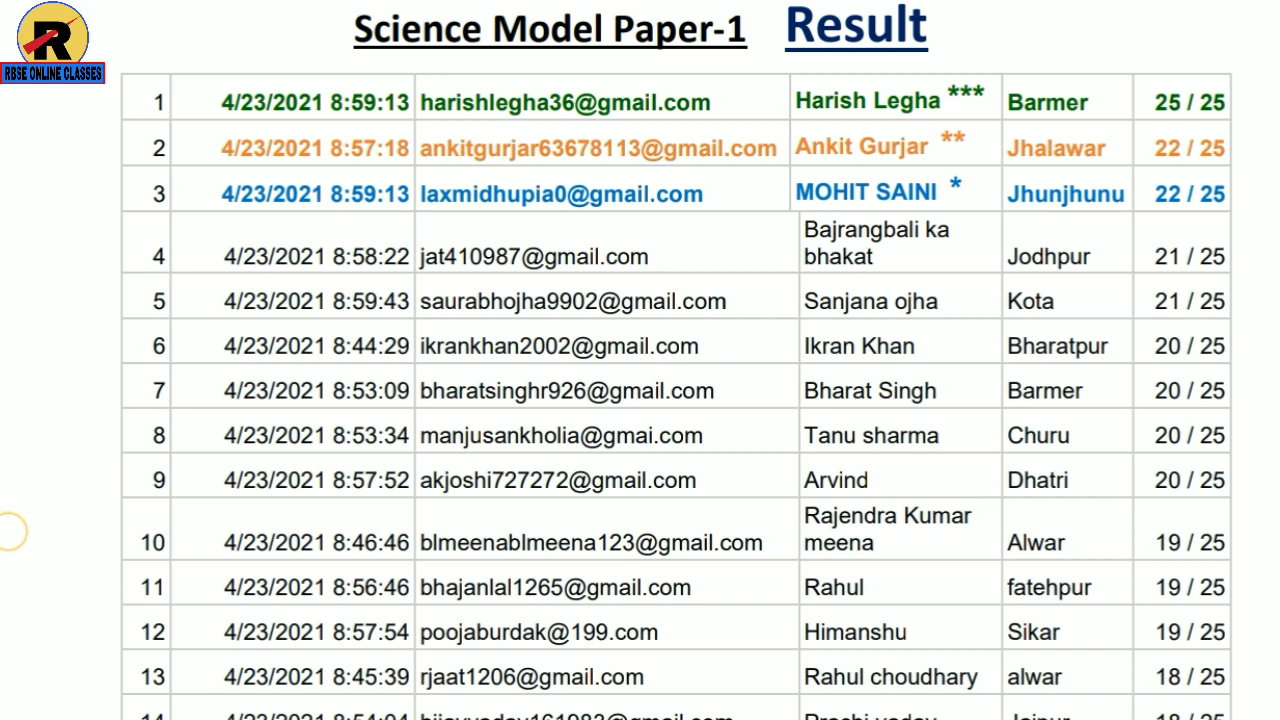 R
RBSE ONLINE CLASSES
Science Model Paper-1 Result
1 4/23/2021 8:59:13 harishlegha36@gmail.com Harish Legha *** Barmer 25 / 25
2 4/23/2021 8:57:18 ankitgurjar63678113@gmail.com Ankit Gurjar ** Jhalawar 22 / 25
3 4/23/2021 8:59:13 laxmidhupia0@gmail.com MOHIT SAINI * Jhunjhunu 22 / 25
Bajrangbali ka
4 4/23/2021 8:58:22 jat410987@gmail.com bhakat Jodhpur 21 / 25
5 4/23/2021 8:59:43 saurabhojha9902@gmail.com Sanjana ojha Kota 21 / 25
6 4/23/2021 8:44:29 ikrankhan2002@gmail.com Ikran Khan Bharatpur 20 / 25
7 4/23/2021 8:53:09 bharatsinghr926@gmail.com Bharat Singh Barmer 20 / 25
8 4/23/2021 8:53:34 manjusankholia@gmai.com Tanu sharma Churu 20 / 25
9 4/23/2021 8:57:52 akjoshi727272@gmail.com Arvind Dhatri 20 / 25
Rajendra Kumar
10 4/23/2021 8:46:46 blmeenablmeena123@gmail.com meena Alwar 19 / 25
11 4/23/2021 8:56:46 bhajanlal1265@gmail.com Rahul fatehpur 19 / 25
12 4/23/2021 8:57:54 poojaburdak@199.com Himanshu Sikar 19 / 25
13 4/23/2021 8:45:39 rjaat1206@gmail.com Rahul choudhary alwar 18 / 25